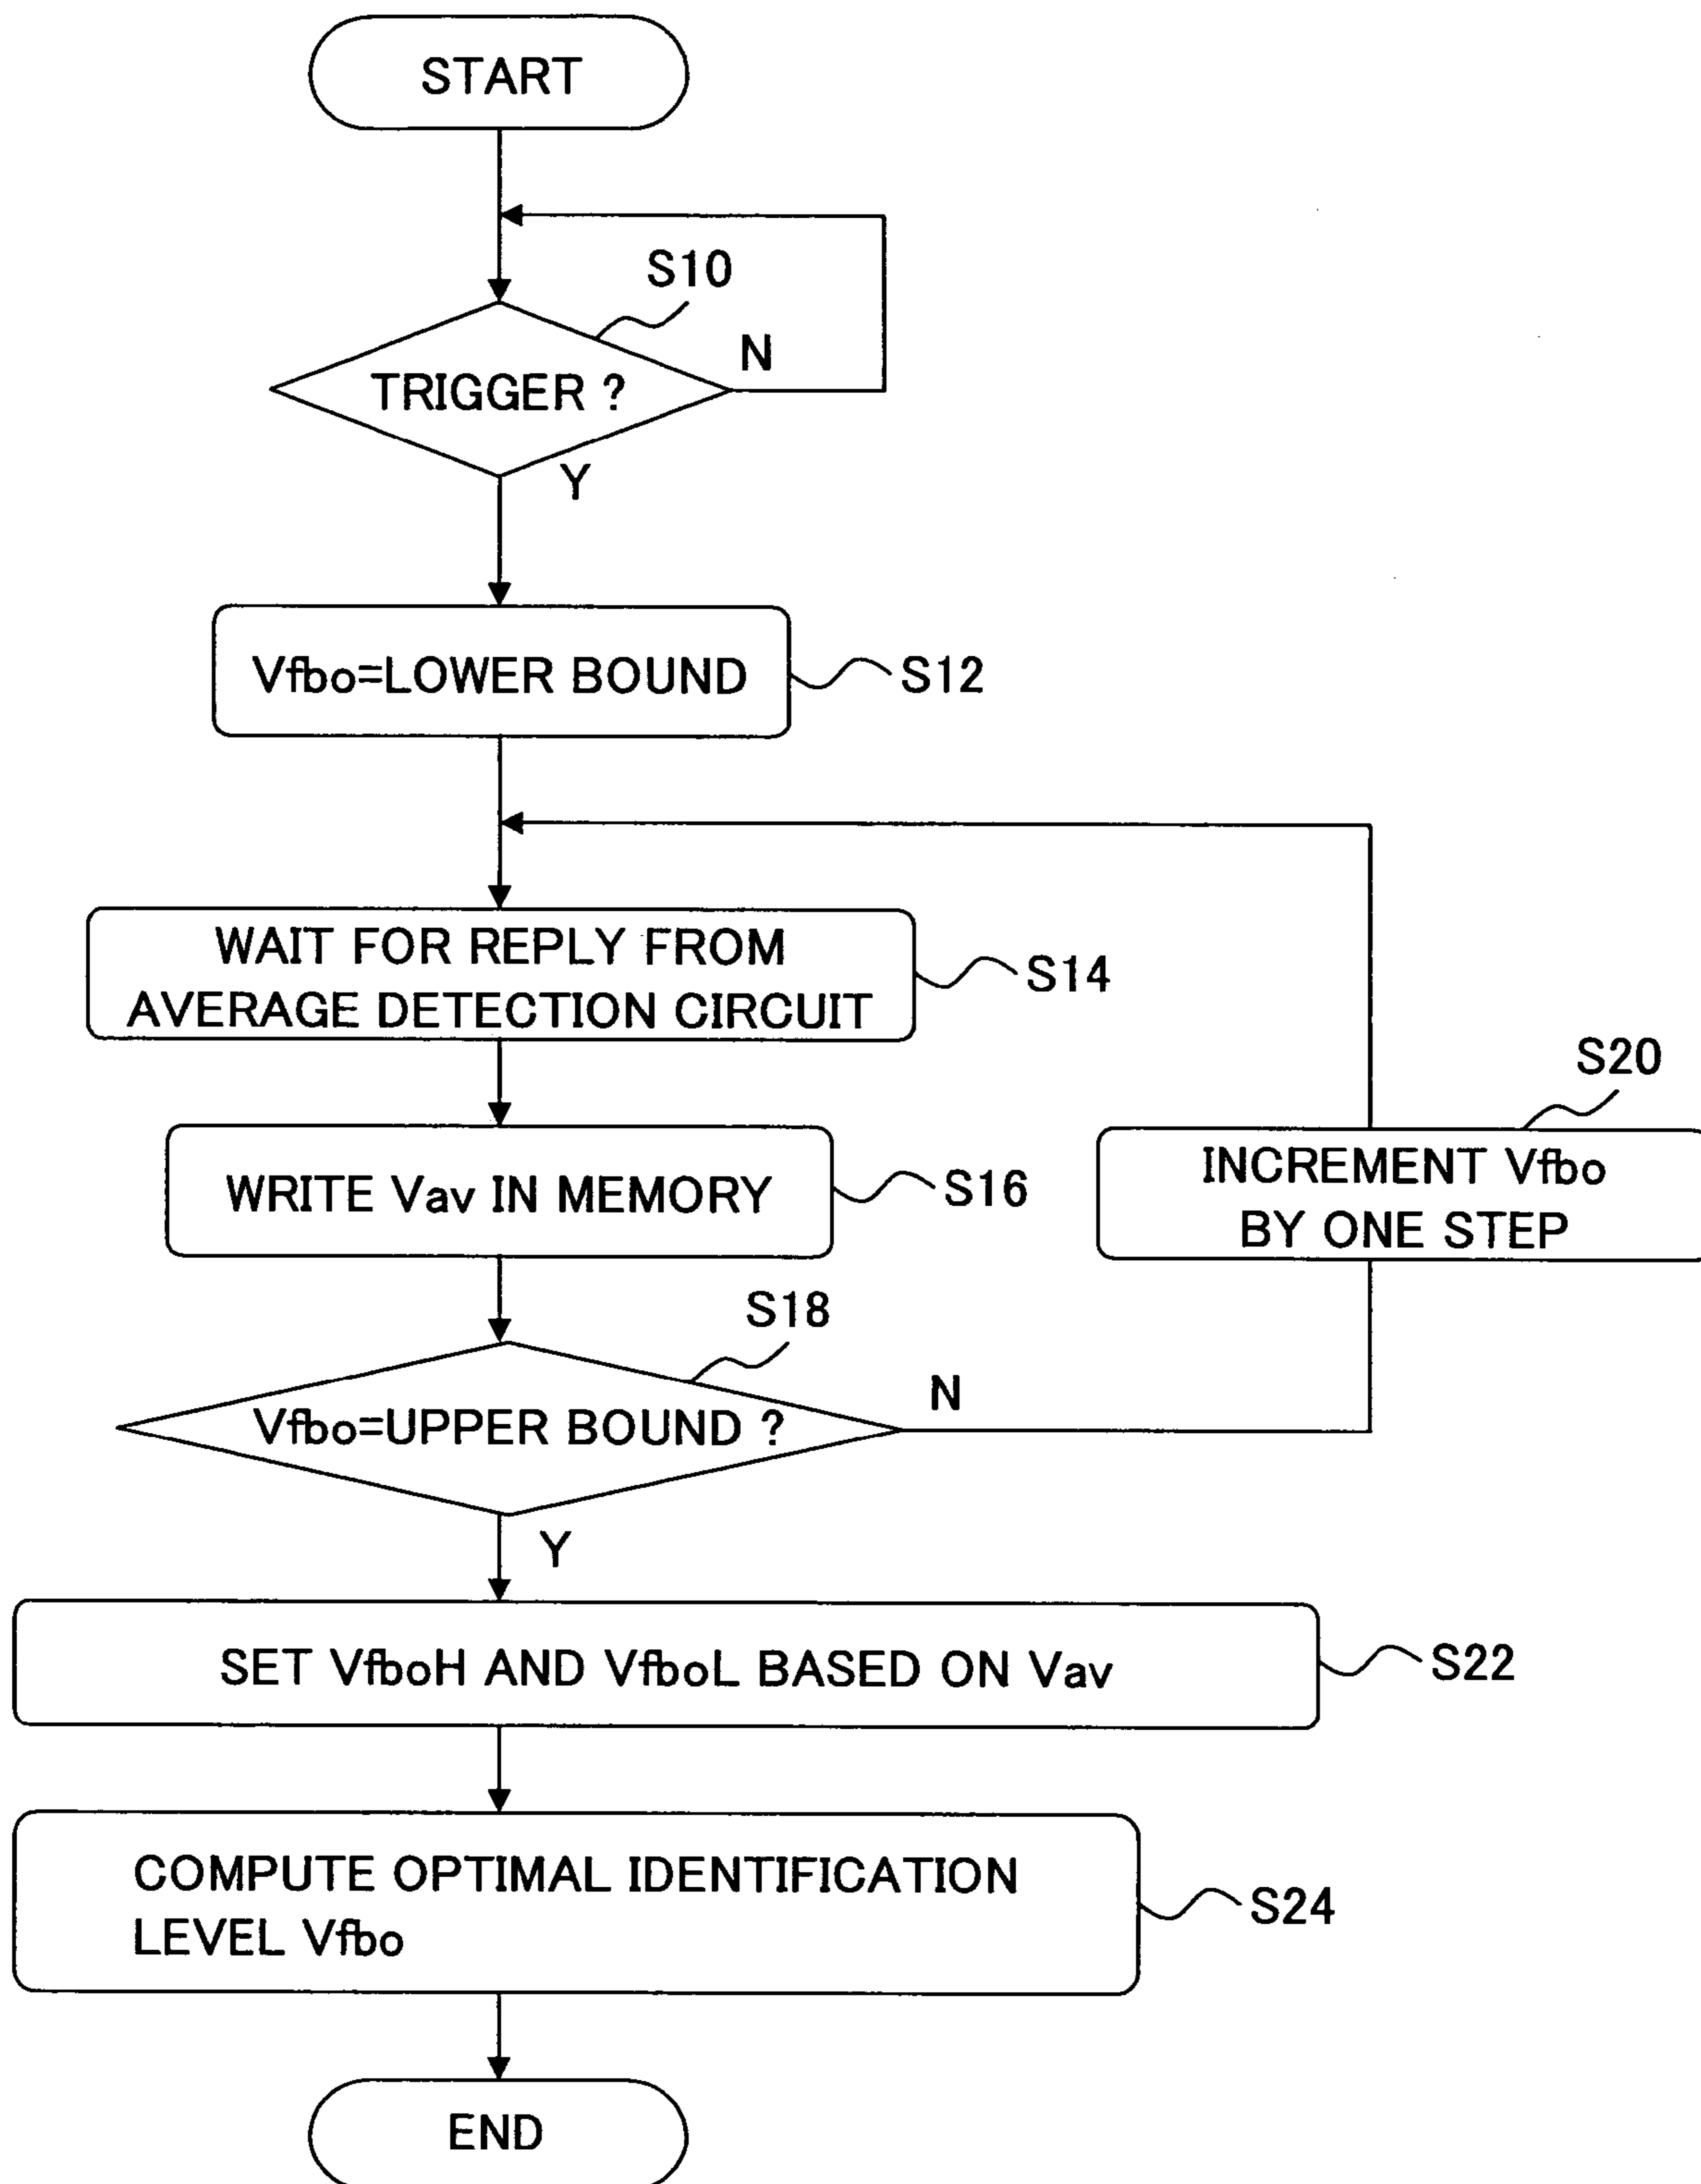 START
S10
N
TRIGGER ?
Y
Vfbo=LOWER BOUND
S12
WAIT FOR REPLY FROM
AVERAGE DETECTION CIRCUIT
S14
S20
INCREMENT Vfbo
BY ONE STEP
WRITE Vav IN MEMORY
S16
S18
N
Vfbo=UPPER BOUND ?
Y
SET VfboH AND VfboL BASED ON Vav
S22
COMPUTE OPTIMAL IDENTIFICATION
LEVEL Vfbo
S24
END